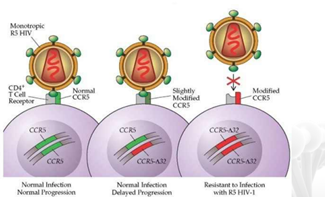 Monotropic
R5 HIV
CD4+
T Cell
Receptor
Normal
CCR5
Slightly
Modified
CCR5
Modified
CCR5
CCR5
CCR5
CCR5
CCR5-Δ32
CCR5-Δ32
CCR5-Δ32
Normal Infection
Normal Progression
Normal Infection
Delayed Progression
Resistant to Infection
with R5 HIV-1